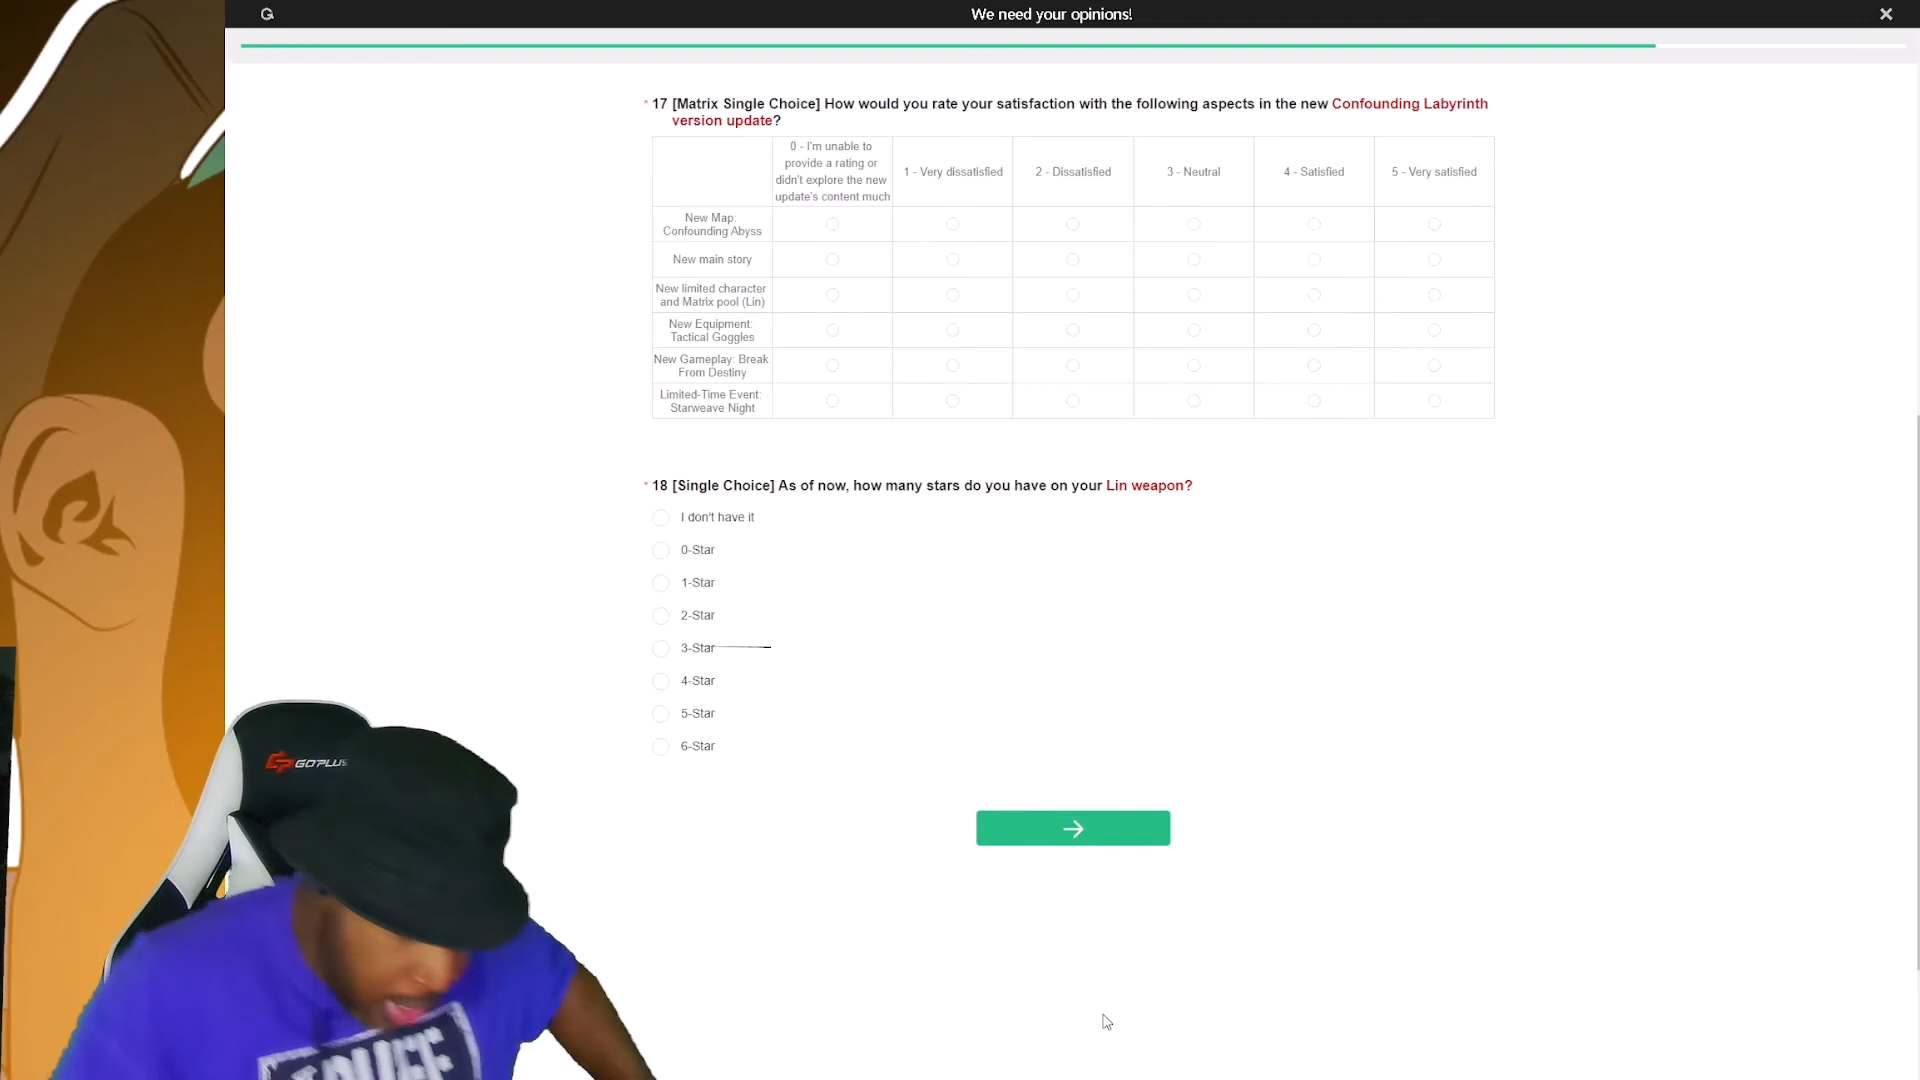 We need your opinions!
* 17 [Matrix Single Choice] How would you rate your satisfaction with the following aspects in the new Confounding Labyrinth
version update?
0 - I'm unable to
provide a rating or
didn't explore the new
update's content much
1 - Very dissatisfied
2 - Dissatisfied
3 - Neutral
4 - Satisfied
5 - Very satisfied
New Map:
Confounding Abyss
New main story
New limited character
and Matrix pool (Lin)
New Equipment:
Tactical Goggles
New Gameplay: Break
From Destiny
Limited-Time Event:
Starweave Night
* 18 [Single Choice] As of now, how many stars do you have on your Lin weapon?
I don't have it
0-Star
1-Star
2-Star
3-Star
4-Star
5-Star
6-Star
GOPLUS